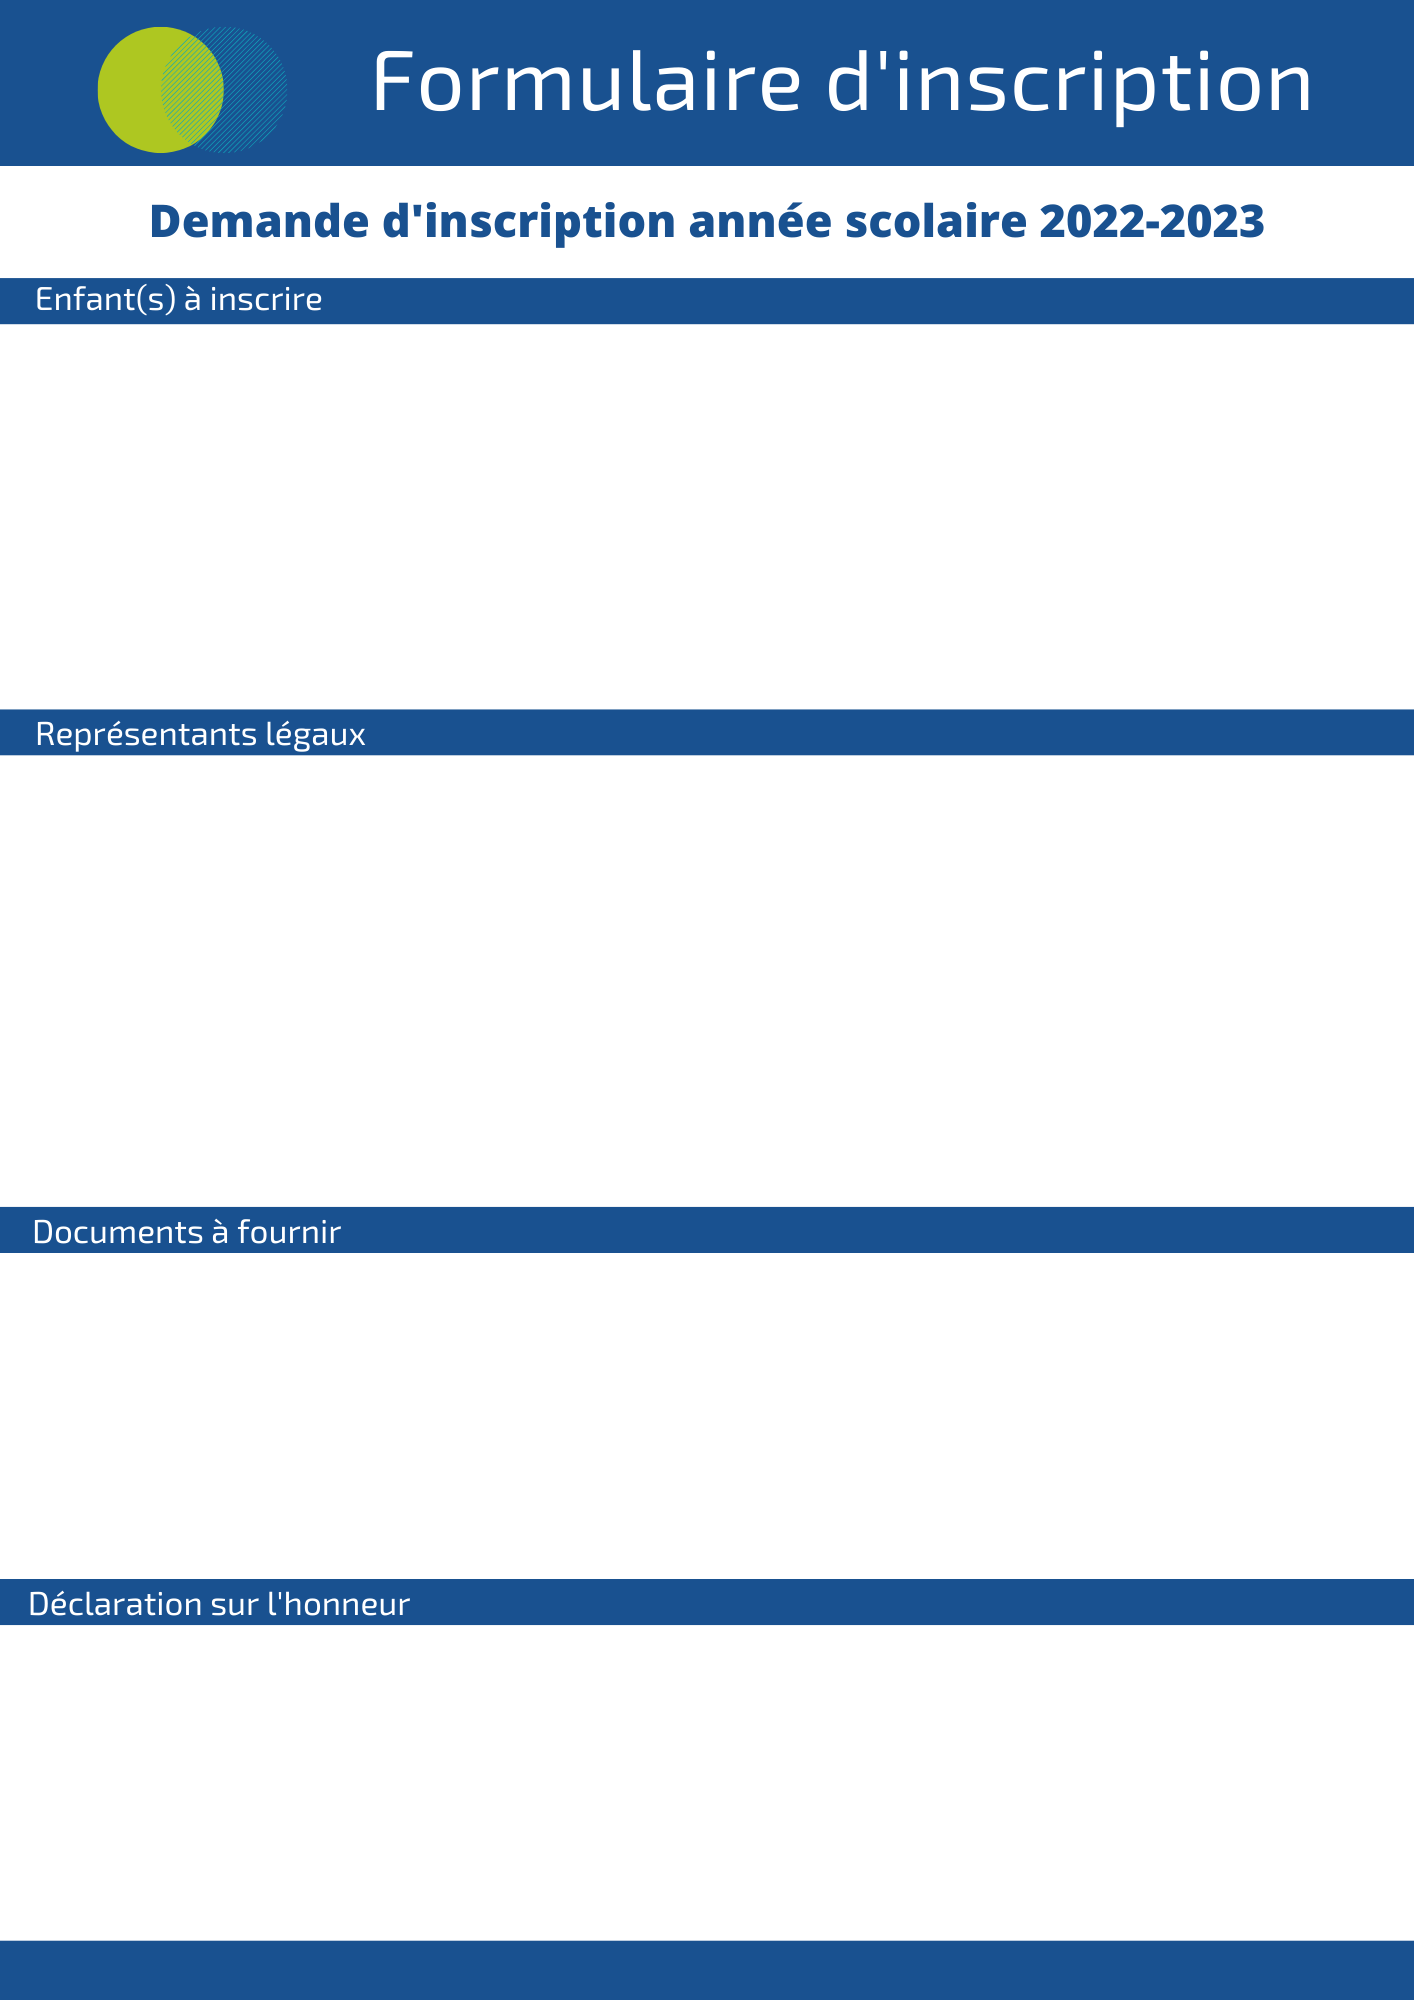 Formulaire d'inscription
Demande d'inscription année scolaire 2022-2023
Enfant(s) à inscrire
Représentants légaux
Documents à fournir
Déclaration sur l'honneur